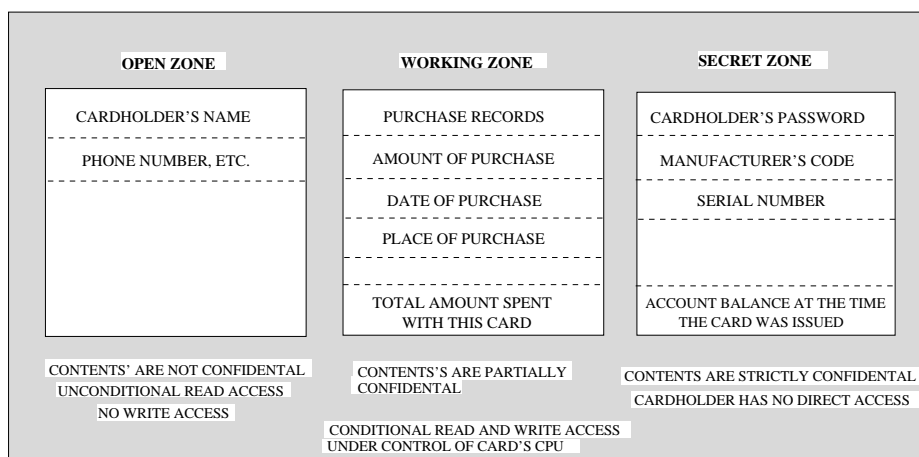 OPEN ZONE
CARDHOLDER'S NAME
PHONE NUMBER, ETC.
CONTENTS' ARE NOT CONFIDENTAL
UNCONDITIONAL READ ACCESS
NO WRITE ACCESS
WORKING ZONE
PURCHASE RECORDS
AMOUNT OF PURCHASE
DATE OF PURCHASE
PLACE OF PURCHASE
TOTAL AMOUNT SPENT
WITH THIS CARD
CONTENTS'S ARE PARTIALLY
CONFIDENTAL
CONDITIONAL READ AND WRITE ACCESS
UNDER CONTROL OF CARD'S CPU
SECRET ZONE
CARDHOLDER'S PASSWORD
MANUFACTURER'S CODE
SERIAL NUMBER
ACCOUNT BALANCE AT THE TIME
THE CARD WAS ISSUED
CONTENTS ARE STRICTLY CONFIDENTAL
CARDHOLDER HAS NO DIRECT ACCESS